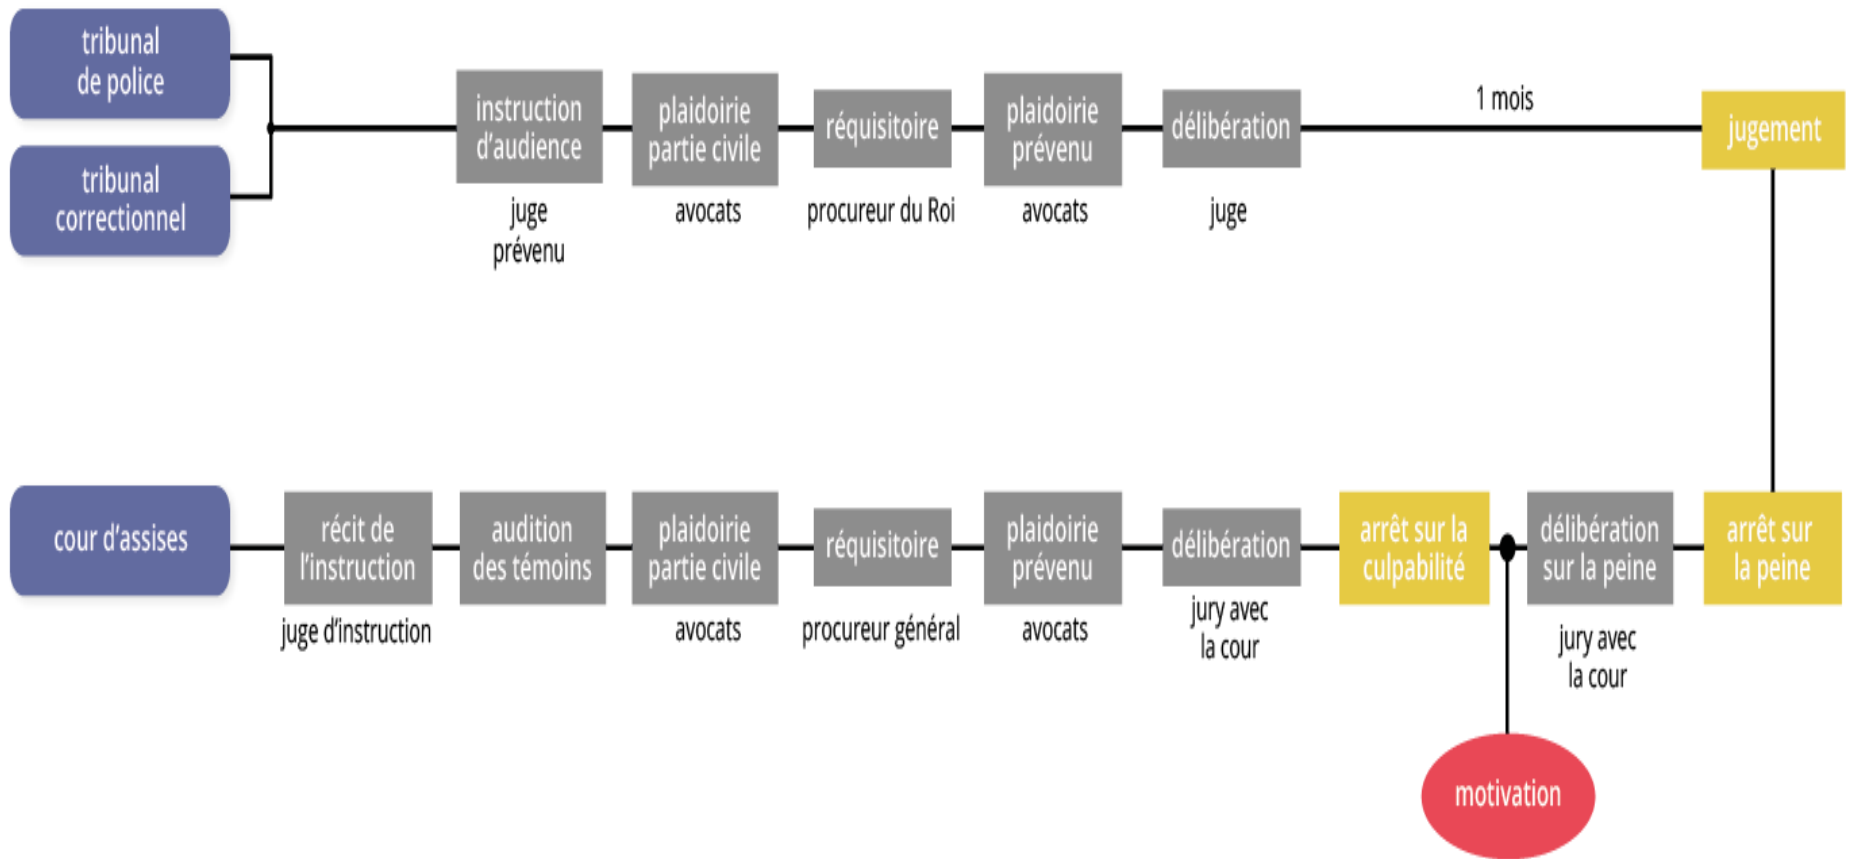 tribunal
de police
tribunal
correctionnel
instruction
d’audience
juge
prévenu
plaidoirie
partie civile
avocats
réquisitoire
procureur du Roi
plaidoirie
prévenu
avocats
délibération
juge
1 mois
jugement
cour d’assises
récit de
l’instruction
juge d’instruction
audition
des témoins
plaidoirie
partie civile
avocats
réquisitoire
procureur général
plaidoirie
prévenu
avocats
délibération
jury avec
la cour
arrêt sur la
culpabilité
motivation
délibération
sur la peine
jury avec
la cour
arrêt sur
la peine